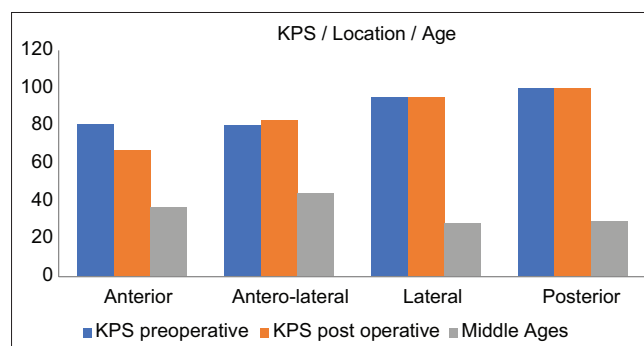 KPS / Location / Age
120
100
80
60
40
20
0
Anterior Antero-lateral Lateral Posterior
KPS preoperative KPS post operative Middle Ages